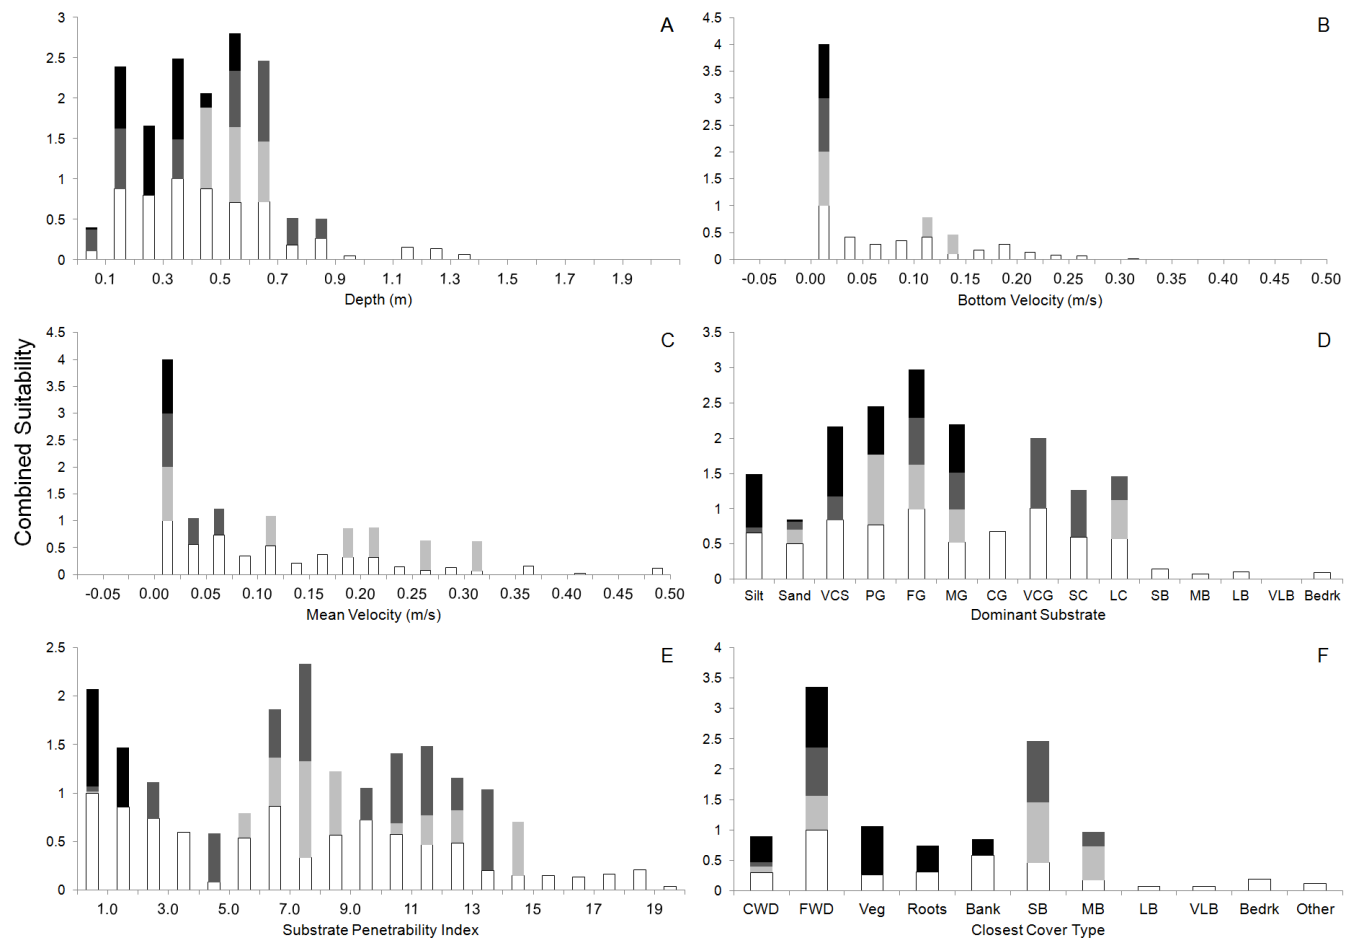 Combined Suitability
A
3
2.5
2
1.5
1
0.5
0
0.1 0.3 0.5 0.7 0.9 1.1 1.3 1.5 1.7 1.9
Depth (m)
B
4.5
4
3.5
3
2.5
2
1.5
1
0.5
0
-0.05 0.00 0.05 0.10 0.15 0.20 0.25 0.30 0.35 0.40 0.45 0.50
Bottom Velocity (m/s)
C
4.5
4
3.5
3
2.5
2
1.5
1
0.5
0
-0.05 0.00 0.05 0.10 0.15 0.20 0.25 0.30 0.35 0.40 0.45 0.50
Mean Velocity (m/s)
D
3.5
3
2.5
2
1.5
1
0.5
0
Silt Sand VCS PG FG MG CG VCG SC LC SB MB LB VLB Bedrk
Dominant Substrate
E
2.5
2
1.5
1
0.5
0
1.0 3.0 5.0 7.0 9.0 11 13 15 17 19
Substrate Penetrability Index
F
4
3.5
3
2.5
2
1.5
1
0.5
0
CWD FWD Veg Roots Bank SB MB LB VLB Bedrk Other
Closest Cover Type